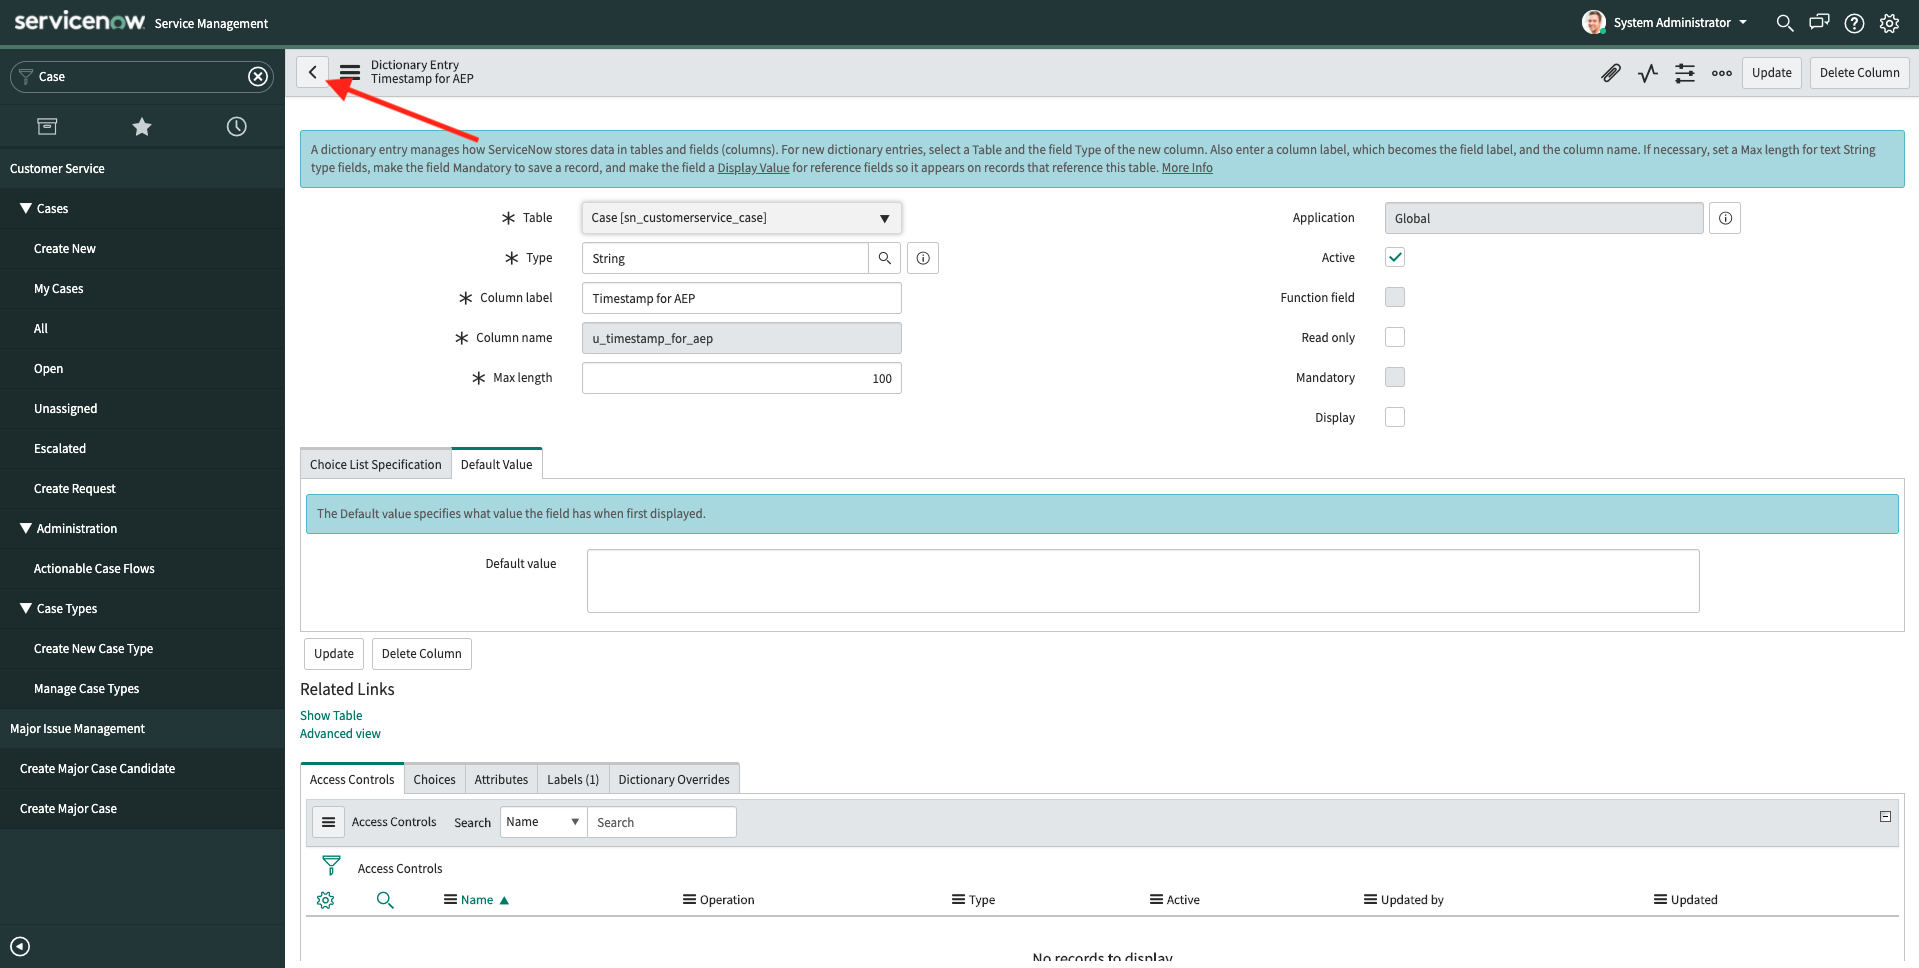 servicenow Service Management
System Administrator
Case
Customer Service
Cases
Create New
My Cases
All
Open
Unassigned
Escalated
Create Request
Administration
Actionable Case Flows
Case Types
Create New Case Type
Manage Case Types
Major Issue Management
Create Major Case Candidate
Create Major Case
Dictionary Entry
Timestamp for AEP
Update
Delete Column
A dictionary entry manages how ServiceNow stores data in tables and fields (columns). For new dictionary entries, select a Table and the field Type of the new column. Also enter a column label, which becomes the field label, and the column name. If necessary, set a Max length for text String
type fields, make the field Mandatory to save a record, and make the field a Display Value for reference fields so it appears on records that reference this table. More Info
Table Case [sn_customerservice_case]
Type String
Column label Timestamp for AEP
Column name u_timestamp_for_aep
Max length 100
Application Global
Active
Function field
Read only
Mandatory
Display
Choice List Specification Default Value
The Default value specifies what value the field has when first displayed.
Default value
Update Delete Column
Related Links
Show Table
Advanced view
Access Controls Choices Attributes Labels (1) Dictionary Overrides
Access Controls Search Name Search
Access Controls
Name Operation Type Active Updated by Updated
No records to display